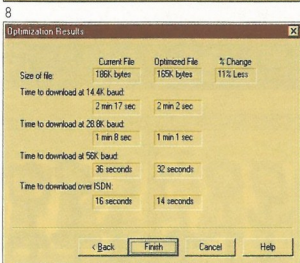 8
Optimization Results
Current File Optimized File % Change
Size of file: 186K bytes 165K bytes 11% Less
Time to download at 14.4K baud:
2 min 17 sec 2 min 2 sec
Time to download at 28.8K baud:
1 min 8 sec 1 min 1 sec
Time to download at 56K baud:
36 seconds 32 seconds
Time to download over ISDN:
16 seconds 14 seconds
< Back Finish Cancel Help